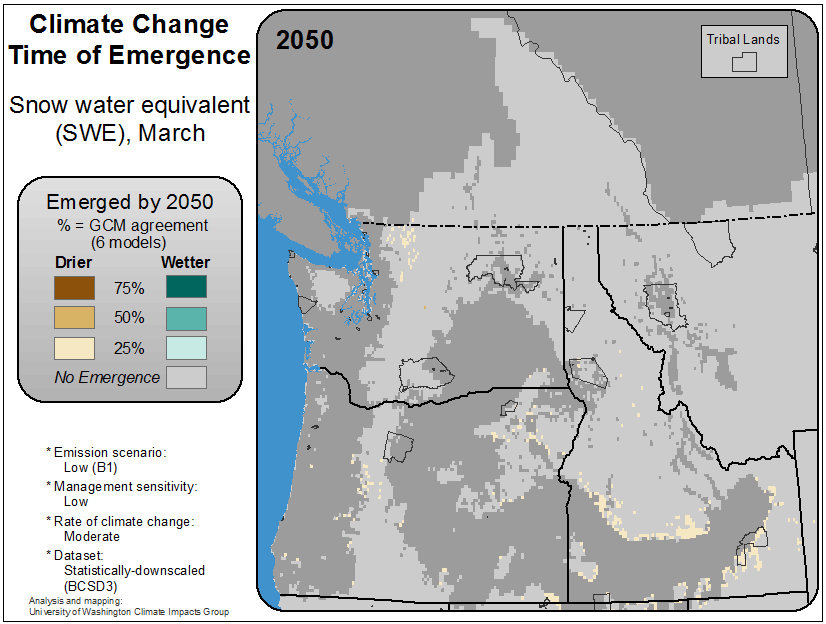 Climate Change
Time of Emergence
Snow water equivalent
(SWE), March
Emerged by 2050
% = GCM agreement
(6 models)
Drier Wetter
75%
50%
25%
No Emergence
* Emission scenario:
Low (B1)
* Management sensitivity:
Low
* Rate of climate change:
Moderate
* Dataset:
Statistically-downscaled
(BCSD3)
Analysis and mapping:
University of Washington Climate Impacts Group
2050
Tribal Lands